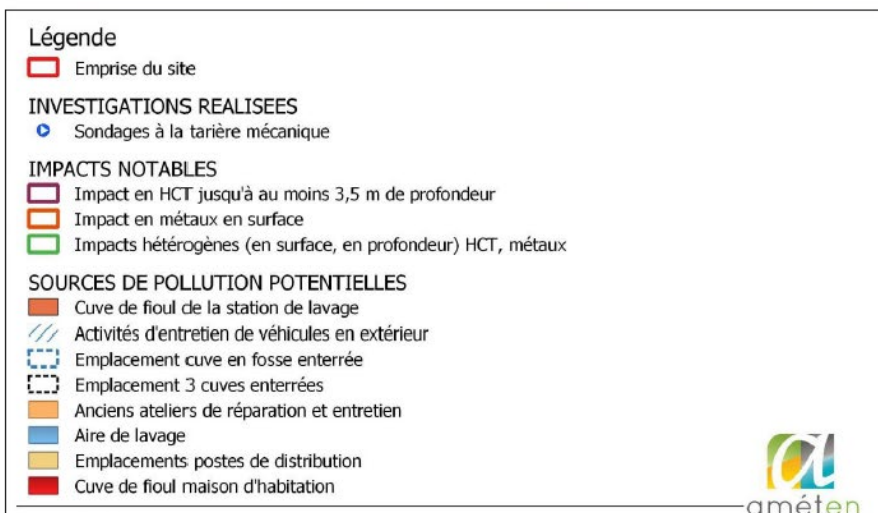 Légende
Emprise du site
INVESTIGATIONS REALISEES
Sondages à la tarière mécanique
IMPACTS NOTABLES
Impact en HCT jusqu'à au moins 3,5 m de profondeur
Impact en métaux en surface
Impacts hétérogènes (en surface, en profondeur) HCT, métaux
SOURCES DE POLLUTION POTENTIELLES
Cuve de fioul de la station de lavage
Activités d'entretien de véhicules en extérieur
Emplacement cuve en fosse enterrée
Emplacement 3 cuves enterrées
Anciens ateliers de réparation et entretien
Aire de lavage
Emplacements postes de distribution
Cuve de fioul maison d'habitation
a
améten